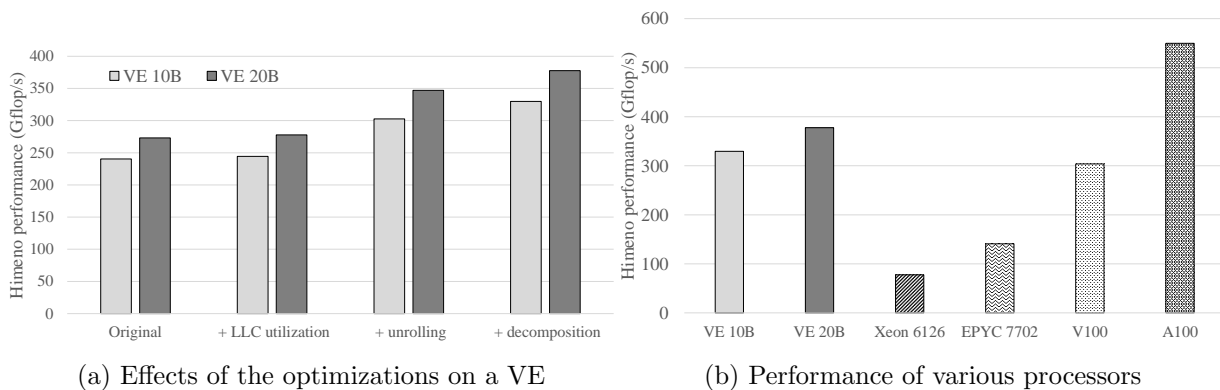 Himeno performance (Gflop/s)
400
350
300
250
200
150
100
50
0
VE 10B VE 20B
Original + LLC utilization + unrolling + decomposition
(a) Effects of the optimizations on a VE
Himeno performance (Gflop/s)
600
500
400
300
200
100
0
VE 10B VE 20B Xeon 6126 EPYC 7702 V100 A100
(b) Performance of various processors